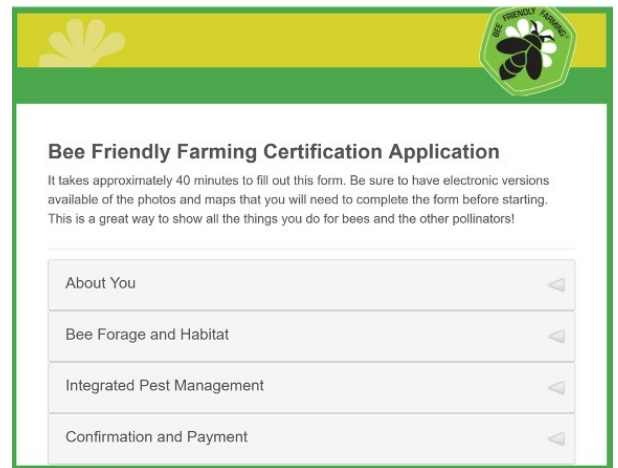 BEE FRIENDLY FARMING
Bee Friendly Farming Certification Application
It takes approximately 40 minutes to fill out this form. Be sure to have electronic versions
available of the photos and maps that you will need to complete the form before starting.
This is a great way to show all the things you do for bees and the other pollinators!
About You
Bee Forage and Habitat
Integrated Pest Management
Confirmation and Payment